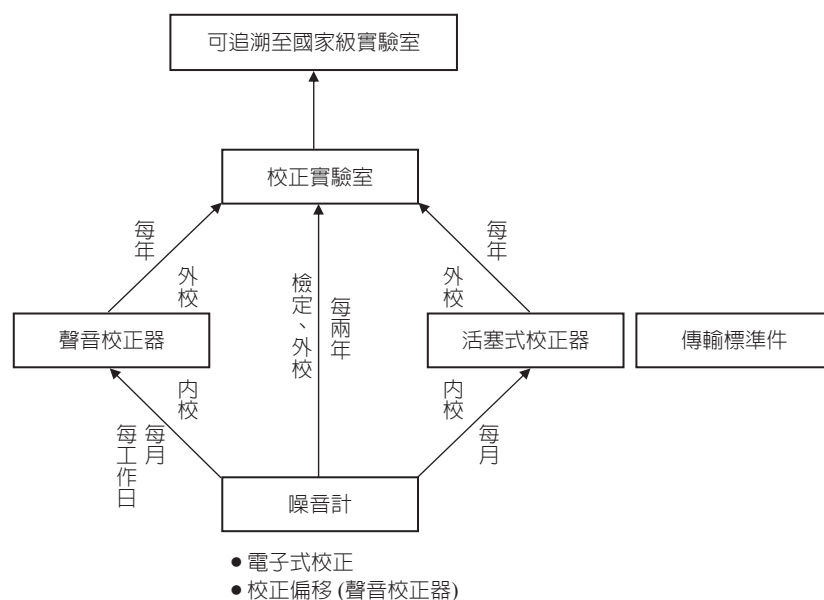 可追溯至國家級實驗室
校正實驗室
每年
外校
檢定、外校
每兩年
外校
每年
聲音校正器
活塞式校正器
傳輸標準件
每工作日
每月
內校
內校
每月
噪音計
● 電子式校正
● 校正偏移 (聲音校正器)